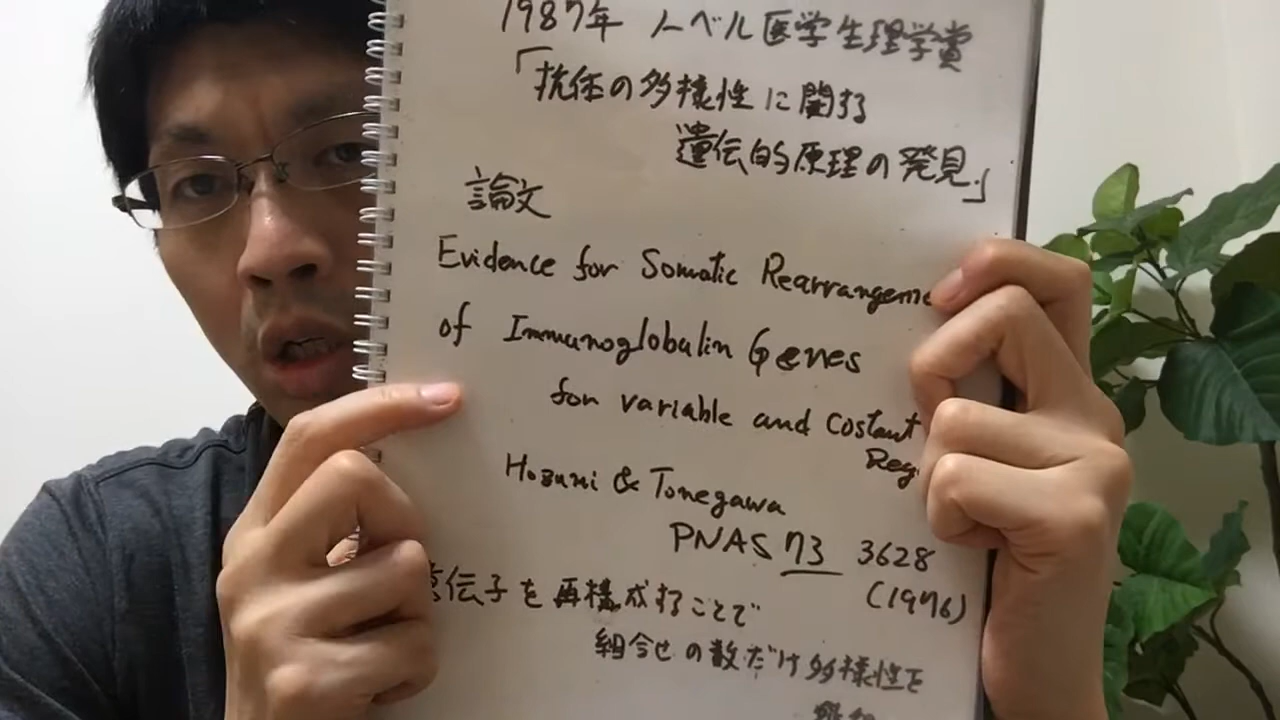 1987年 ノーベル医学生理学賞
「抗体の多様性に関する
遺伝的原理の発見」
論文
Evidence for Somatic Rearrangeme
of Immunoglobulin Genes
for variable and Costant
Reg
Hozumi & Tonegawa
PNAS 73 3628
(1976)
伝子を再構成することで
組合せの数だけ多様性を